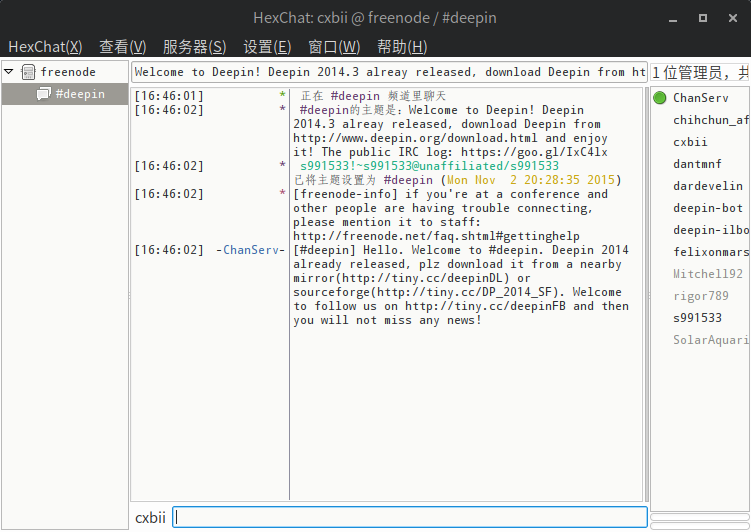 HexChat: cxbii @ freenode / #deepin
HexChat(X) 查看(V) 服务器(S) 设置(E) 窗口(W) 帮助(H)
freenode
#deepin
Welcome to Deepin! Deepin 2014.3 alreay released, download Deepin from ht
[16:46:01] * 正在 #deepin 频道里聊天
[16:46:02] * #deepin的主题是：Welcome to Deepin! Deepin
2014.3 alreay released, download Deepin from
http://www.deepin.org/download.html and enjoy
it! The public IRC log: https://goo.gl/IxC4lx
[16:46:02] * s991533!~s991533@unaffiliated/s991533
已将主题设置为 #deepin (Mon Nov  2 20:28:35 2015)
[16:46:02] * [freenode-info] if you're at a conference and
other people are having trouble connecting,
please mention it to staff:
http://freenode.net/faq.shtml#gettinghelp
[16:46:02] -ChanServ- [#deepin] Hello. Welcome to #deepin. Deepin 2014
already released, plz download it from a nearby
mirror(http://tiny.cc/deepinDL) or
sourceforge(http://tiny.cc/DP_2014_SF). Welcome
to follow us on http://tiny.cc/deepinFB and then
you will not miss any news!
cxbii
1 位管理员，共
ChanServ
chihchun_af
cxbii
dantmnf
dardevelin
deepin-bot
deepin-ilbo
felixonmars
Mitchell92
rigor789
s991533
SolarAquari